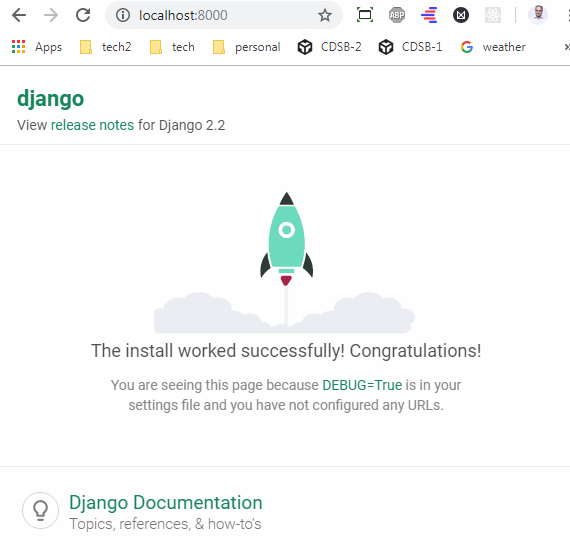 localhost:8000
ABP
Apps tech2 tech personal CDSB-2 CDSB-1 weather »
django
View release notes for Django 2.2
The install worked successfully! Congratulations!
You are seeing this page because DEBUG=True is in your
settings file and you have not configured any URLs.
Django Documentation
Topics, references, & how-to's